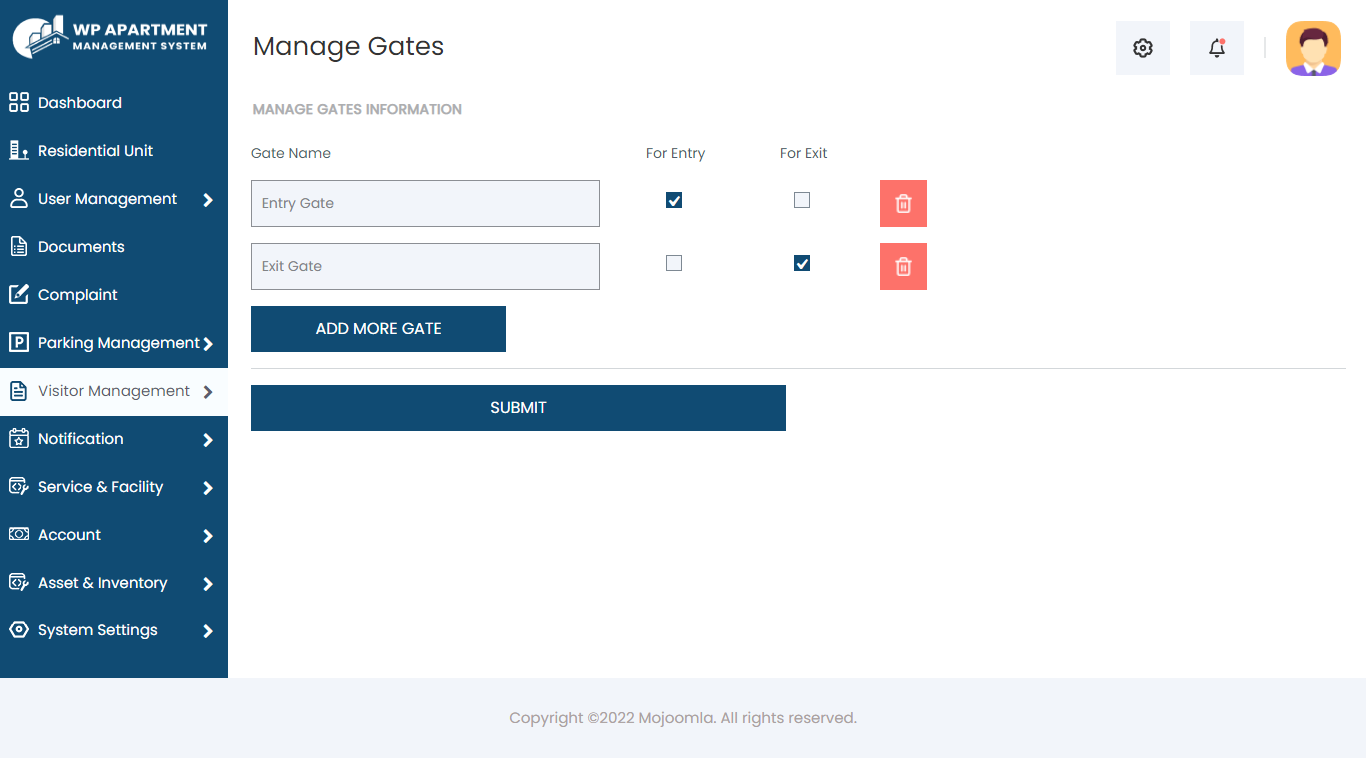 WP APARTMENT
MANAGEMENT SYSTEM
Dashboard
Residential Unit
User Management
Documents
Complaint
P Parking Management
Visitor Management
Notification
Service & Facility
Account
Asset & Inventory
System Settings
Manage Gates
MANAGE GATES INFORMATION
Gate Name For Entry For Exit
Entry Gate
Exit Gate
ADD MORE GATE
SUBMIT
Copyright ©2022 Mojoomla. All rights reserved.